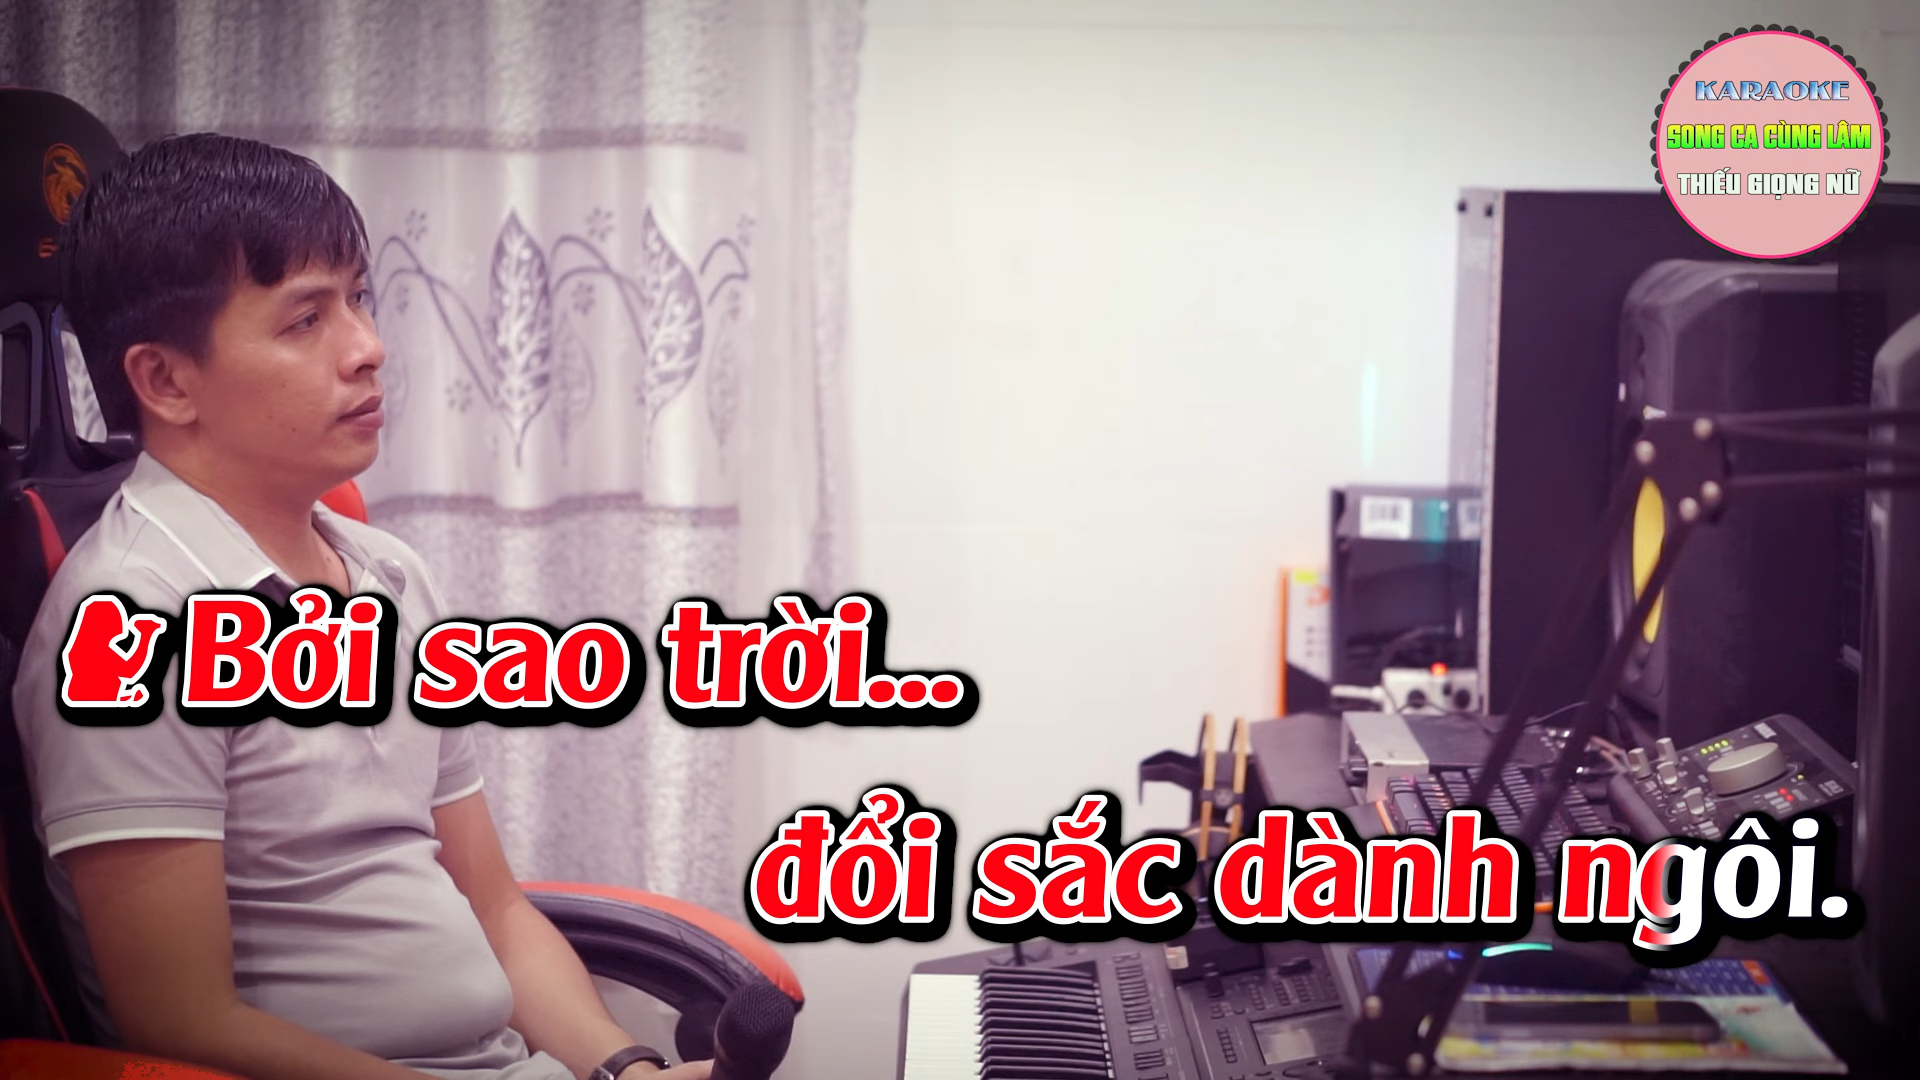 KARAOKE
SONG CA CÙNG LÂM
THIẾU GIỌNG NỮ
Bởi sao trời...
đổi sắc dành ngôi.